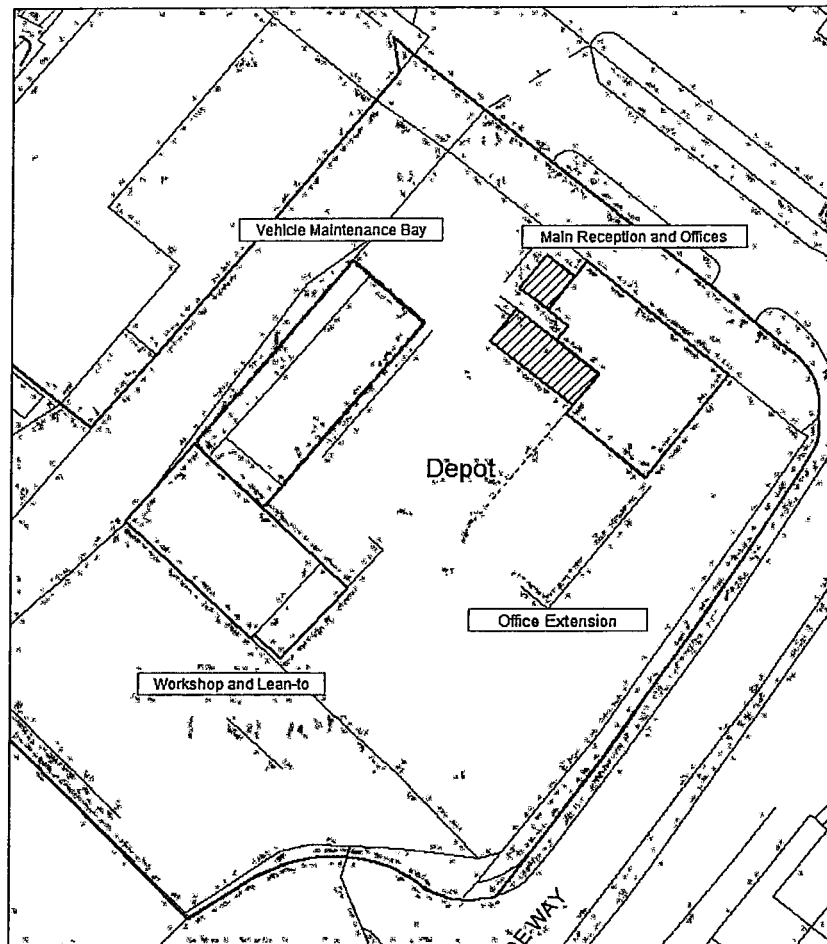 Vehicle Maintenance Bay
Main Reception and Offices
Depot
Office Extension
Workshop and Lean-to